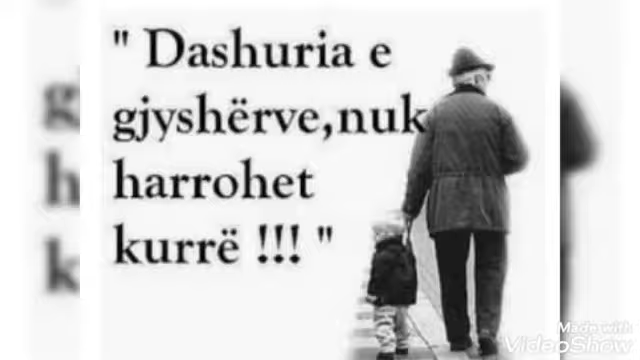 " Dashuria e
gjyshërve,nuk
harrohet
kurrë !!! "
Made with
VideoShow